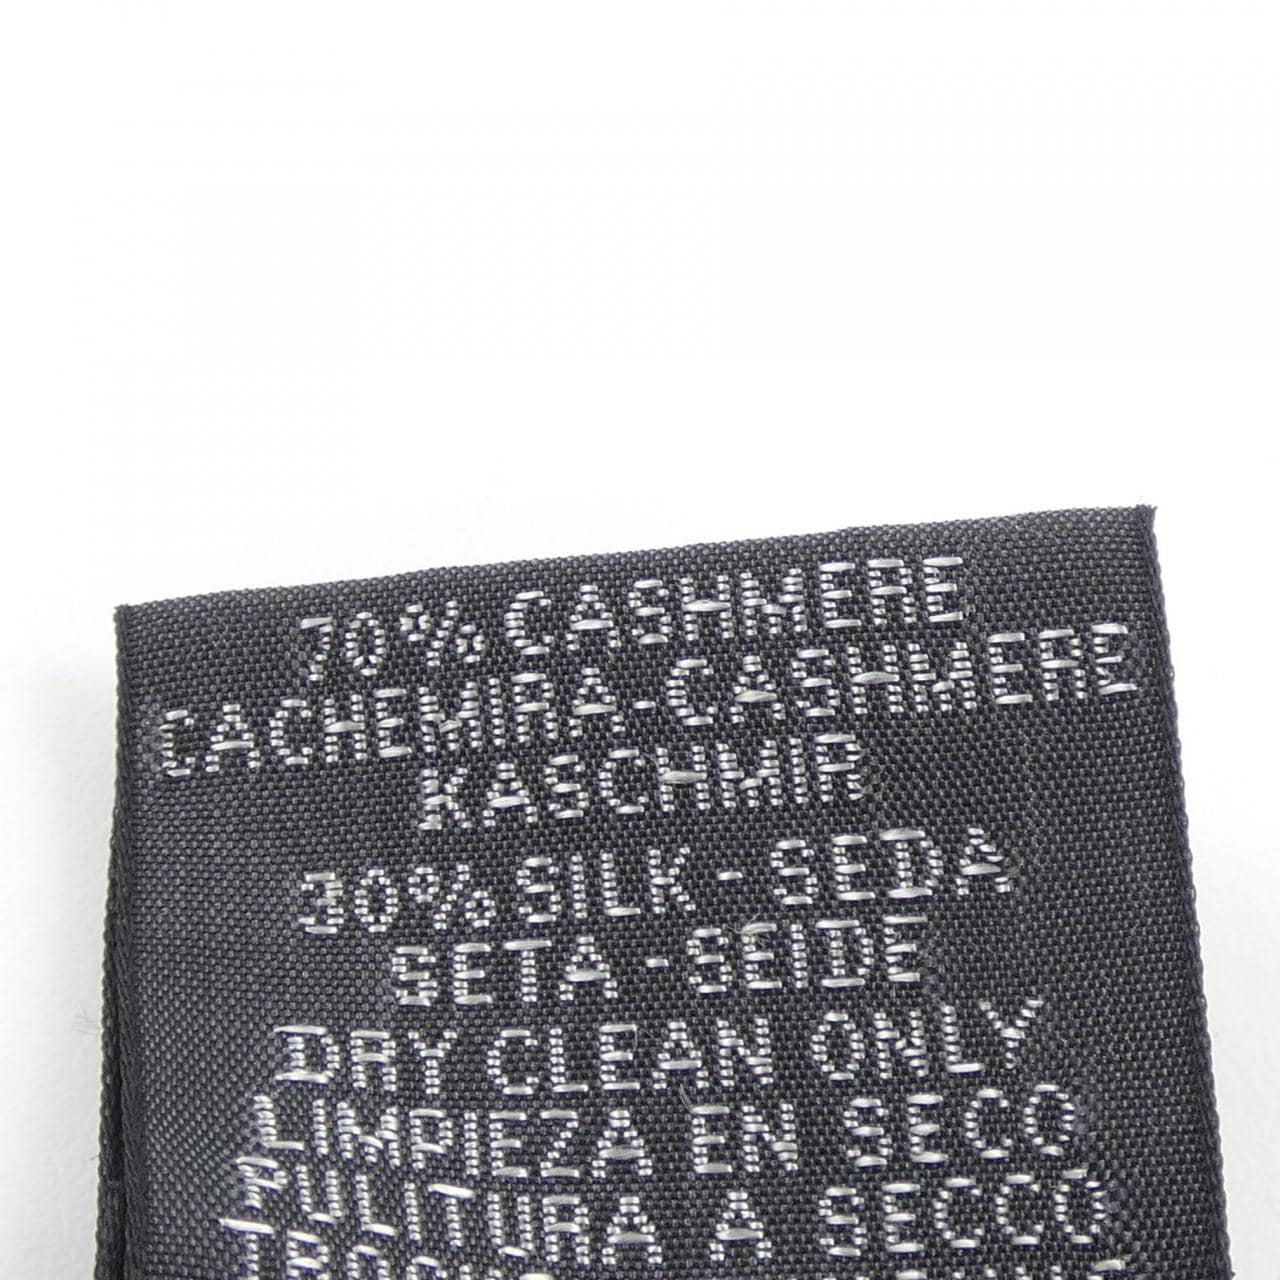 70% CASHMERE
CACHEMIRA-CASHMERE
KASCHMIR
30% SILK - SEDA
SETA -SEIDE
DRY CLEAN ONLY
LIMPIEZA EN SECO
PULITURA A SECCO